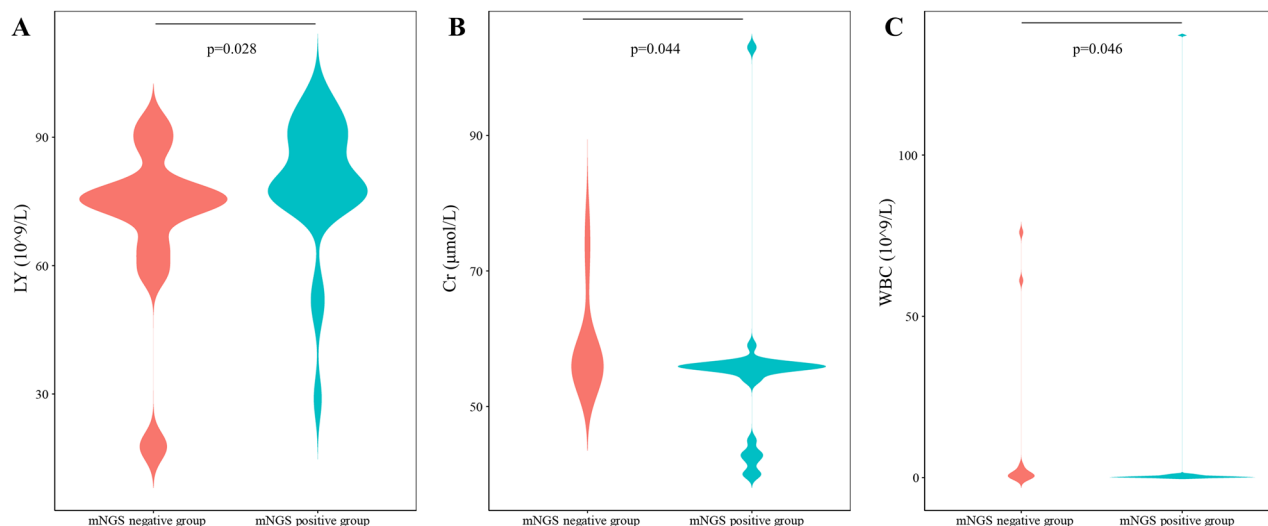 A
p=0.028
LY (10^9/L)
90
60
30
mNGS negative group
mNGS positive group
B
p=0.044
Cr (μmol/L)
90
70
50
mNGS negative group
mNGS positive group
C
p=0.046
WBC (10^9/L)
100
50
0
mNGS negative group
mNGS positive group